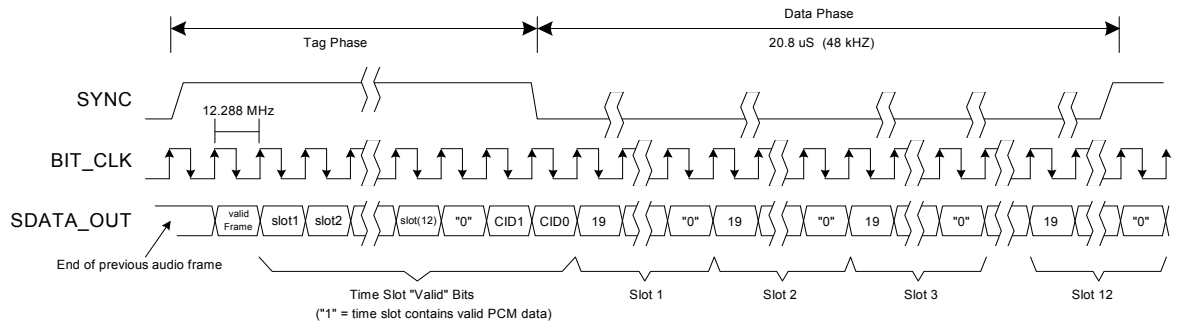 Data Phase
Tag Phase
20.8 uS (48 kHZ)
SYNC
12.288 MHz
BIT_CLK
SDATA_OUT
valid
Frame
slot1 slot2 slot(12) "0" CID1 CID0 19 "0" 19 "0" 19 "0" 19 "0"
End of previous audio frame
Time Slot "Valid" Bits
("1" = time slot contains valid PCM data)
Slot 1
Slot 2
Slot 3
Slot 12